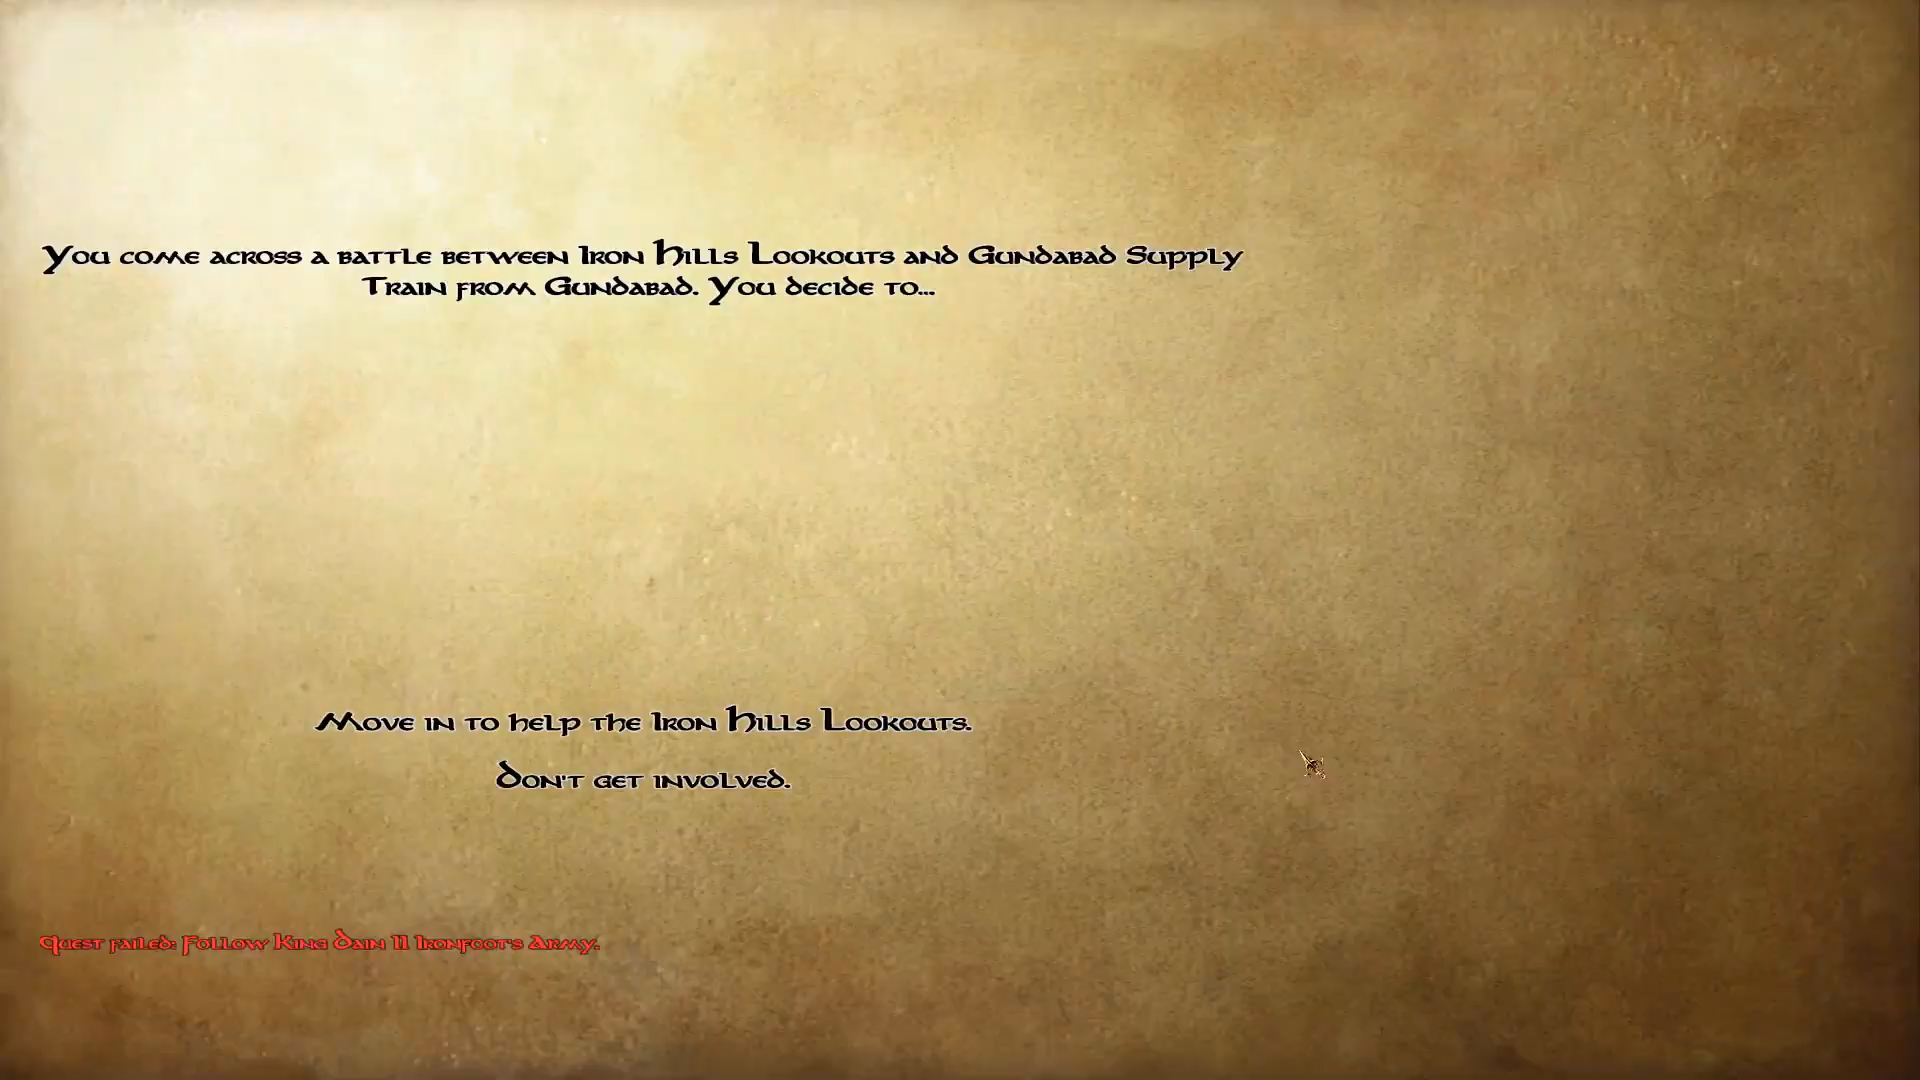 You come across a battle between Iron Hills Lookouts and Gundabad Supply
Train from Gundabad. You decide to...
Move in to help the Iron Hills Lookouts.
Don't get involved.
Quest failed: Follow King Dain II Ironfoot's Army.